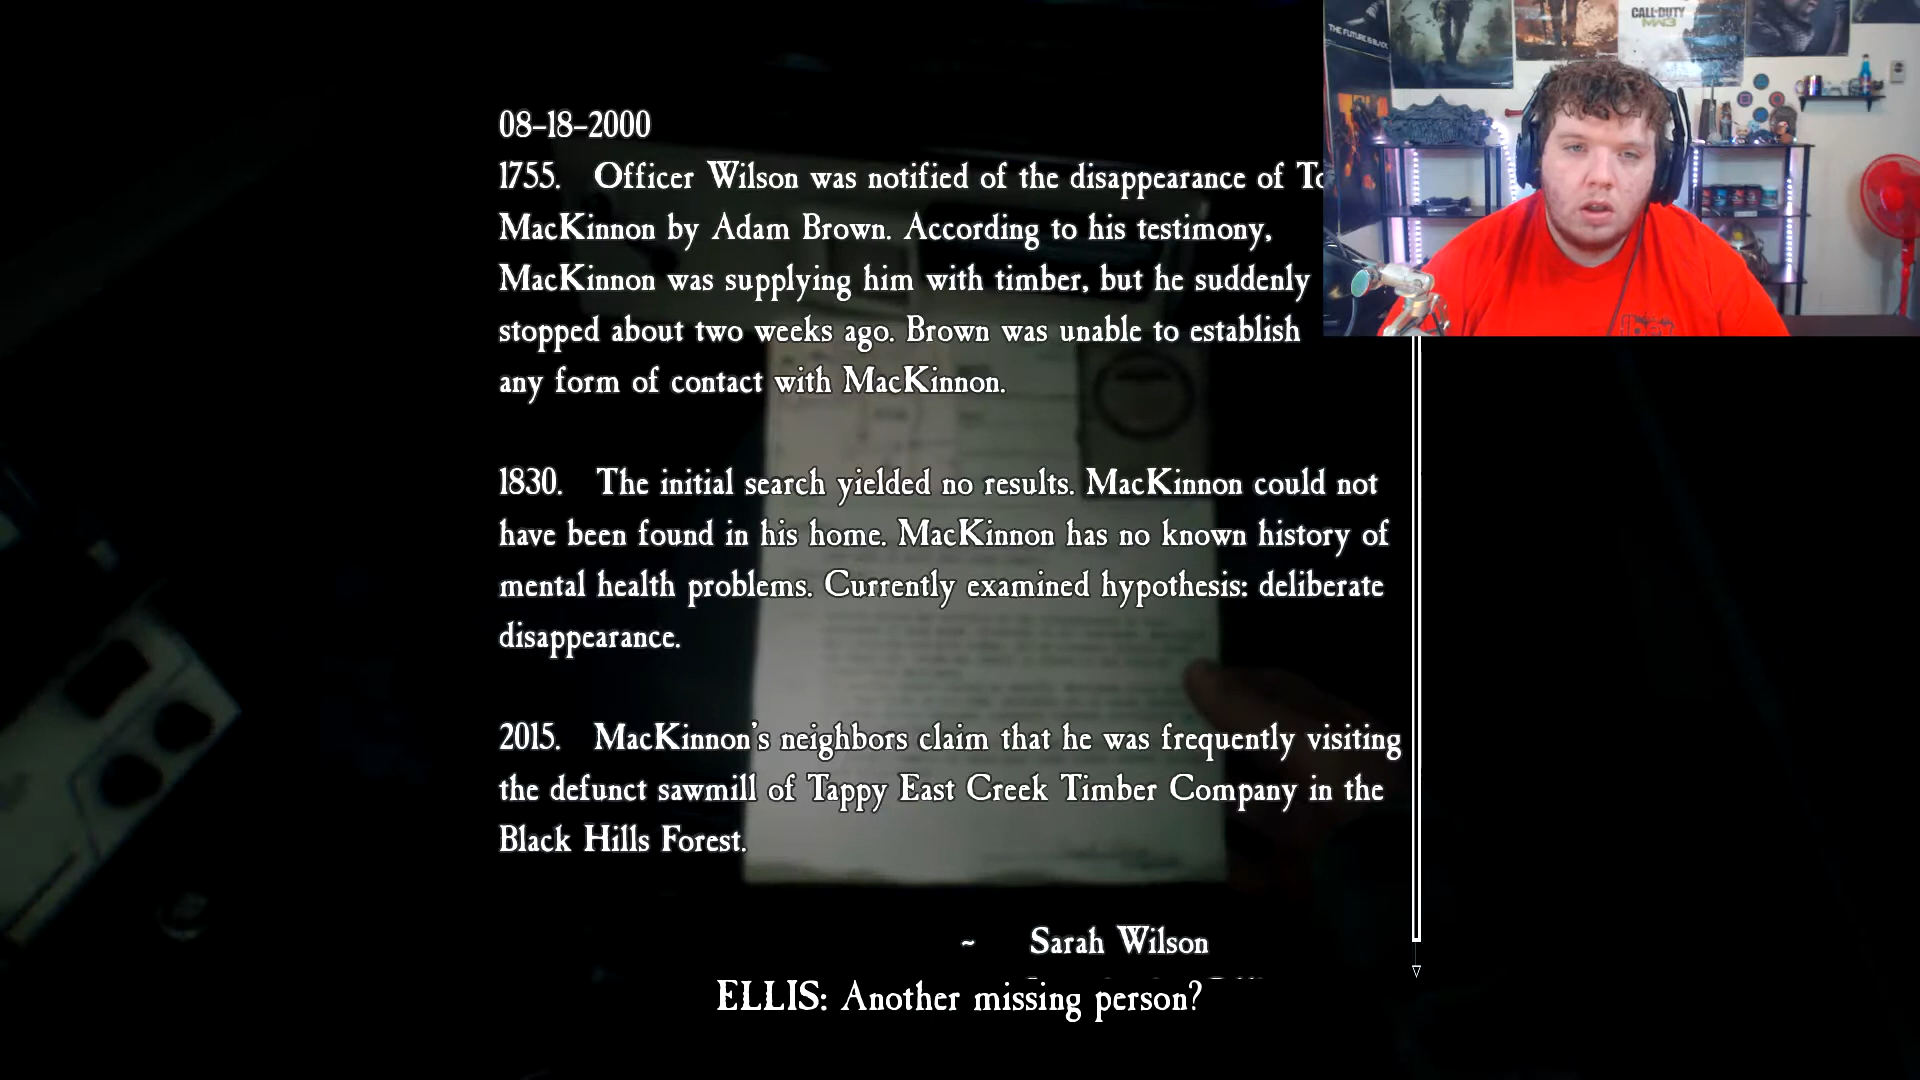 08-18-2000
1755. Officer Wilson was notified of the disappearance of
MacKinnon by Adam Brown. According to his testimony,
MacKinnon was supplying him with timber, but he suddenly
stopped about two weeks ago. Brown was unable to establish
any form of contact with MacKinnon.
1830. The initial search yielded no results. MacKinnon could not
have been found in his home. MacKinnon has no known history of
mental health problems. Currently examined hypothesis: deliberate
disappearance.
2015. MacKinnon's neighbors claim that he was frequently visiting
the defunct sawmill of Tappy East Creek Timber Company in the
Black Hills Forest.
~ Sarah Wilson
ELLIS: Another missing person?
THE FUTURE IS BLACK
CALL DUTY
MW3